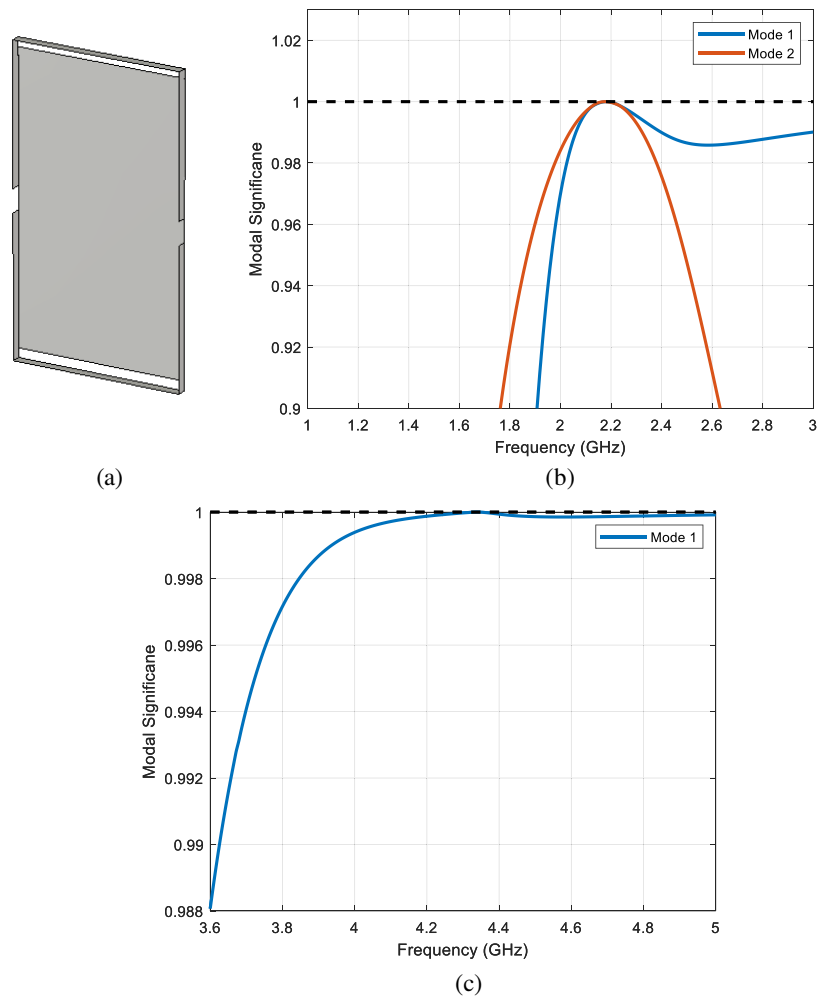 1.02
1
0.98
0.96
0.94
0.92
0.9
Modal Significane
Mode 1
Mode 2
1 1.2 1.4 1.6 1.8 2 2.2 2.4 2.6 2.8 3
Frequency (GHz)
(a)
(b)
1
0.998
0.996
0.994
0.992
0.99
0.988
Modal Significane
Mode 1
3.6 3.8 4 4.2 4.4 4.6 4.8 5
Frequency (GHz)
(c)